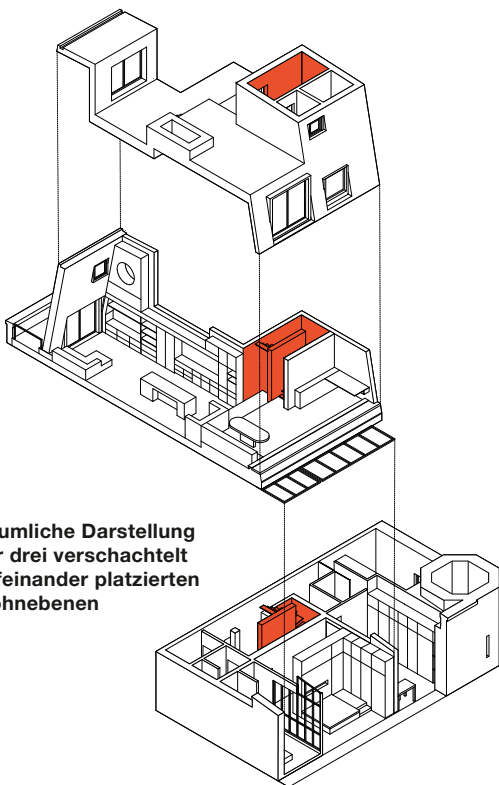 umliche Darstellung
r drei verschachtelt
feinander platzierten
ohnebenen